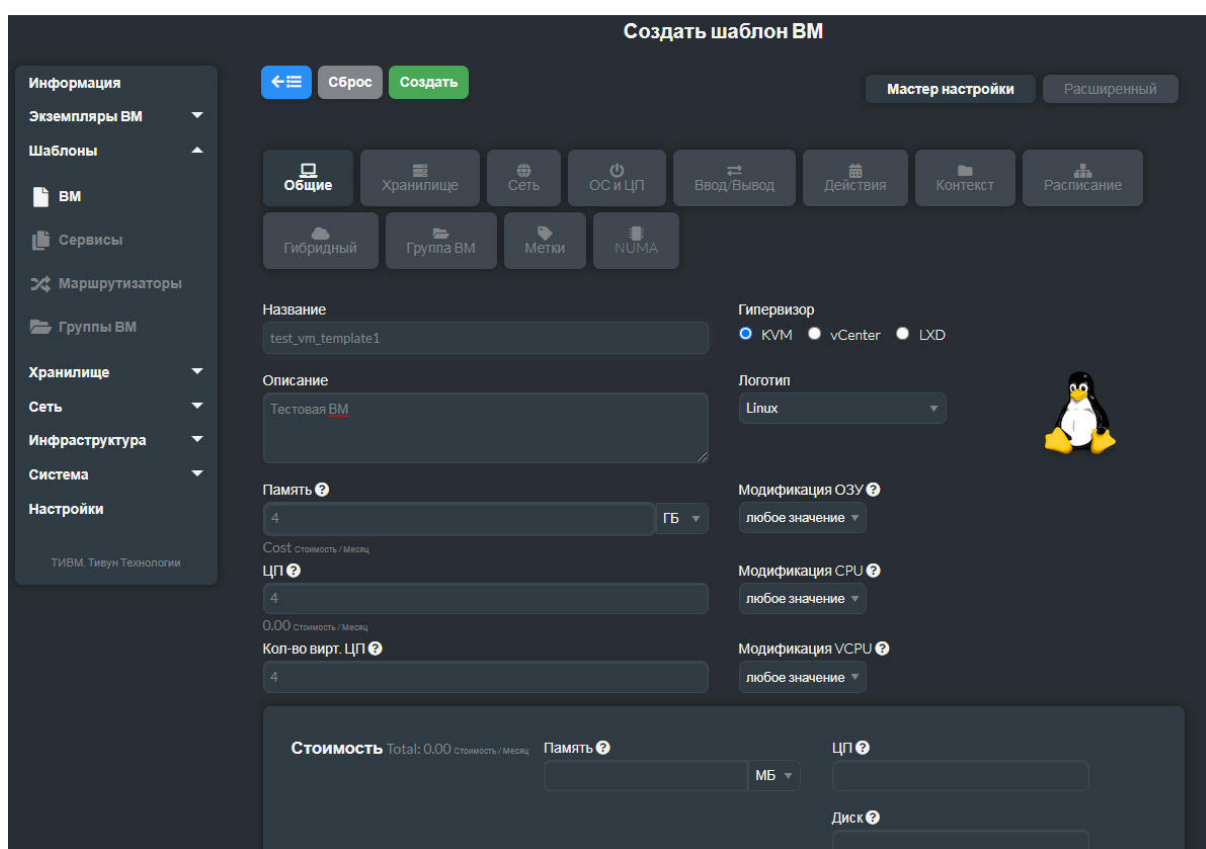 Создать шаблон ВМ
Информация
Экземпляры ВМ
Шаблоны
ВМ
Сервисы
Маршрутизаторы
Группы ВМ
Хранилище
Сеть
Инфраструктура
Система
Настройки
ТИВМ. Тивун Технологии
Сброс Создать
Мастер настройки Расширенный
Общие Хранилище Сеть ОС и ЦП Ввод/Вывод Действия Контекст Расписание
Гибридный Группа ВМ Метки NUMA
Название
test_vm_template1
Гипервизор
KVM vCenter LXD
Описание
Тестовая ВМ
Логотип
Linux
Память ?
4 ГБ
Cost Стоимость / Месяц
Модификация ОЗУ ?
любое значение
ЦП ?
4
0.00 Стоимость / Месяц
Модификация CPU ?
любое значение
Кол-во вирт. ЦП ?
4
Модификация VCPU ?
любое значение
Стоимость Total: 0.00 Стоимость / Месяц
Память ?
МБ
ЦП ?
Диск ?